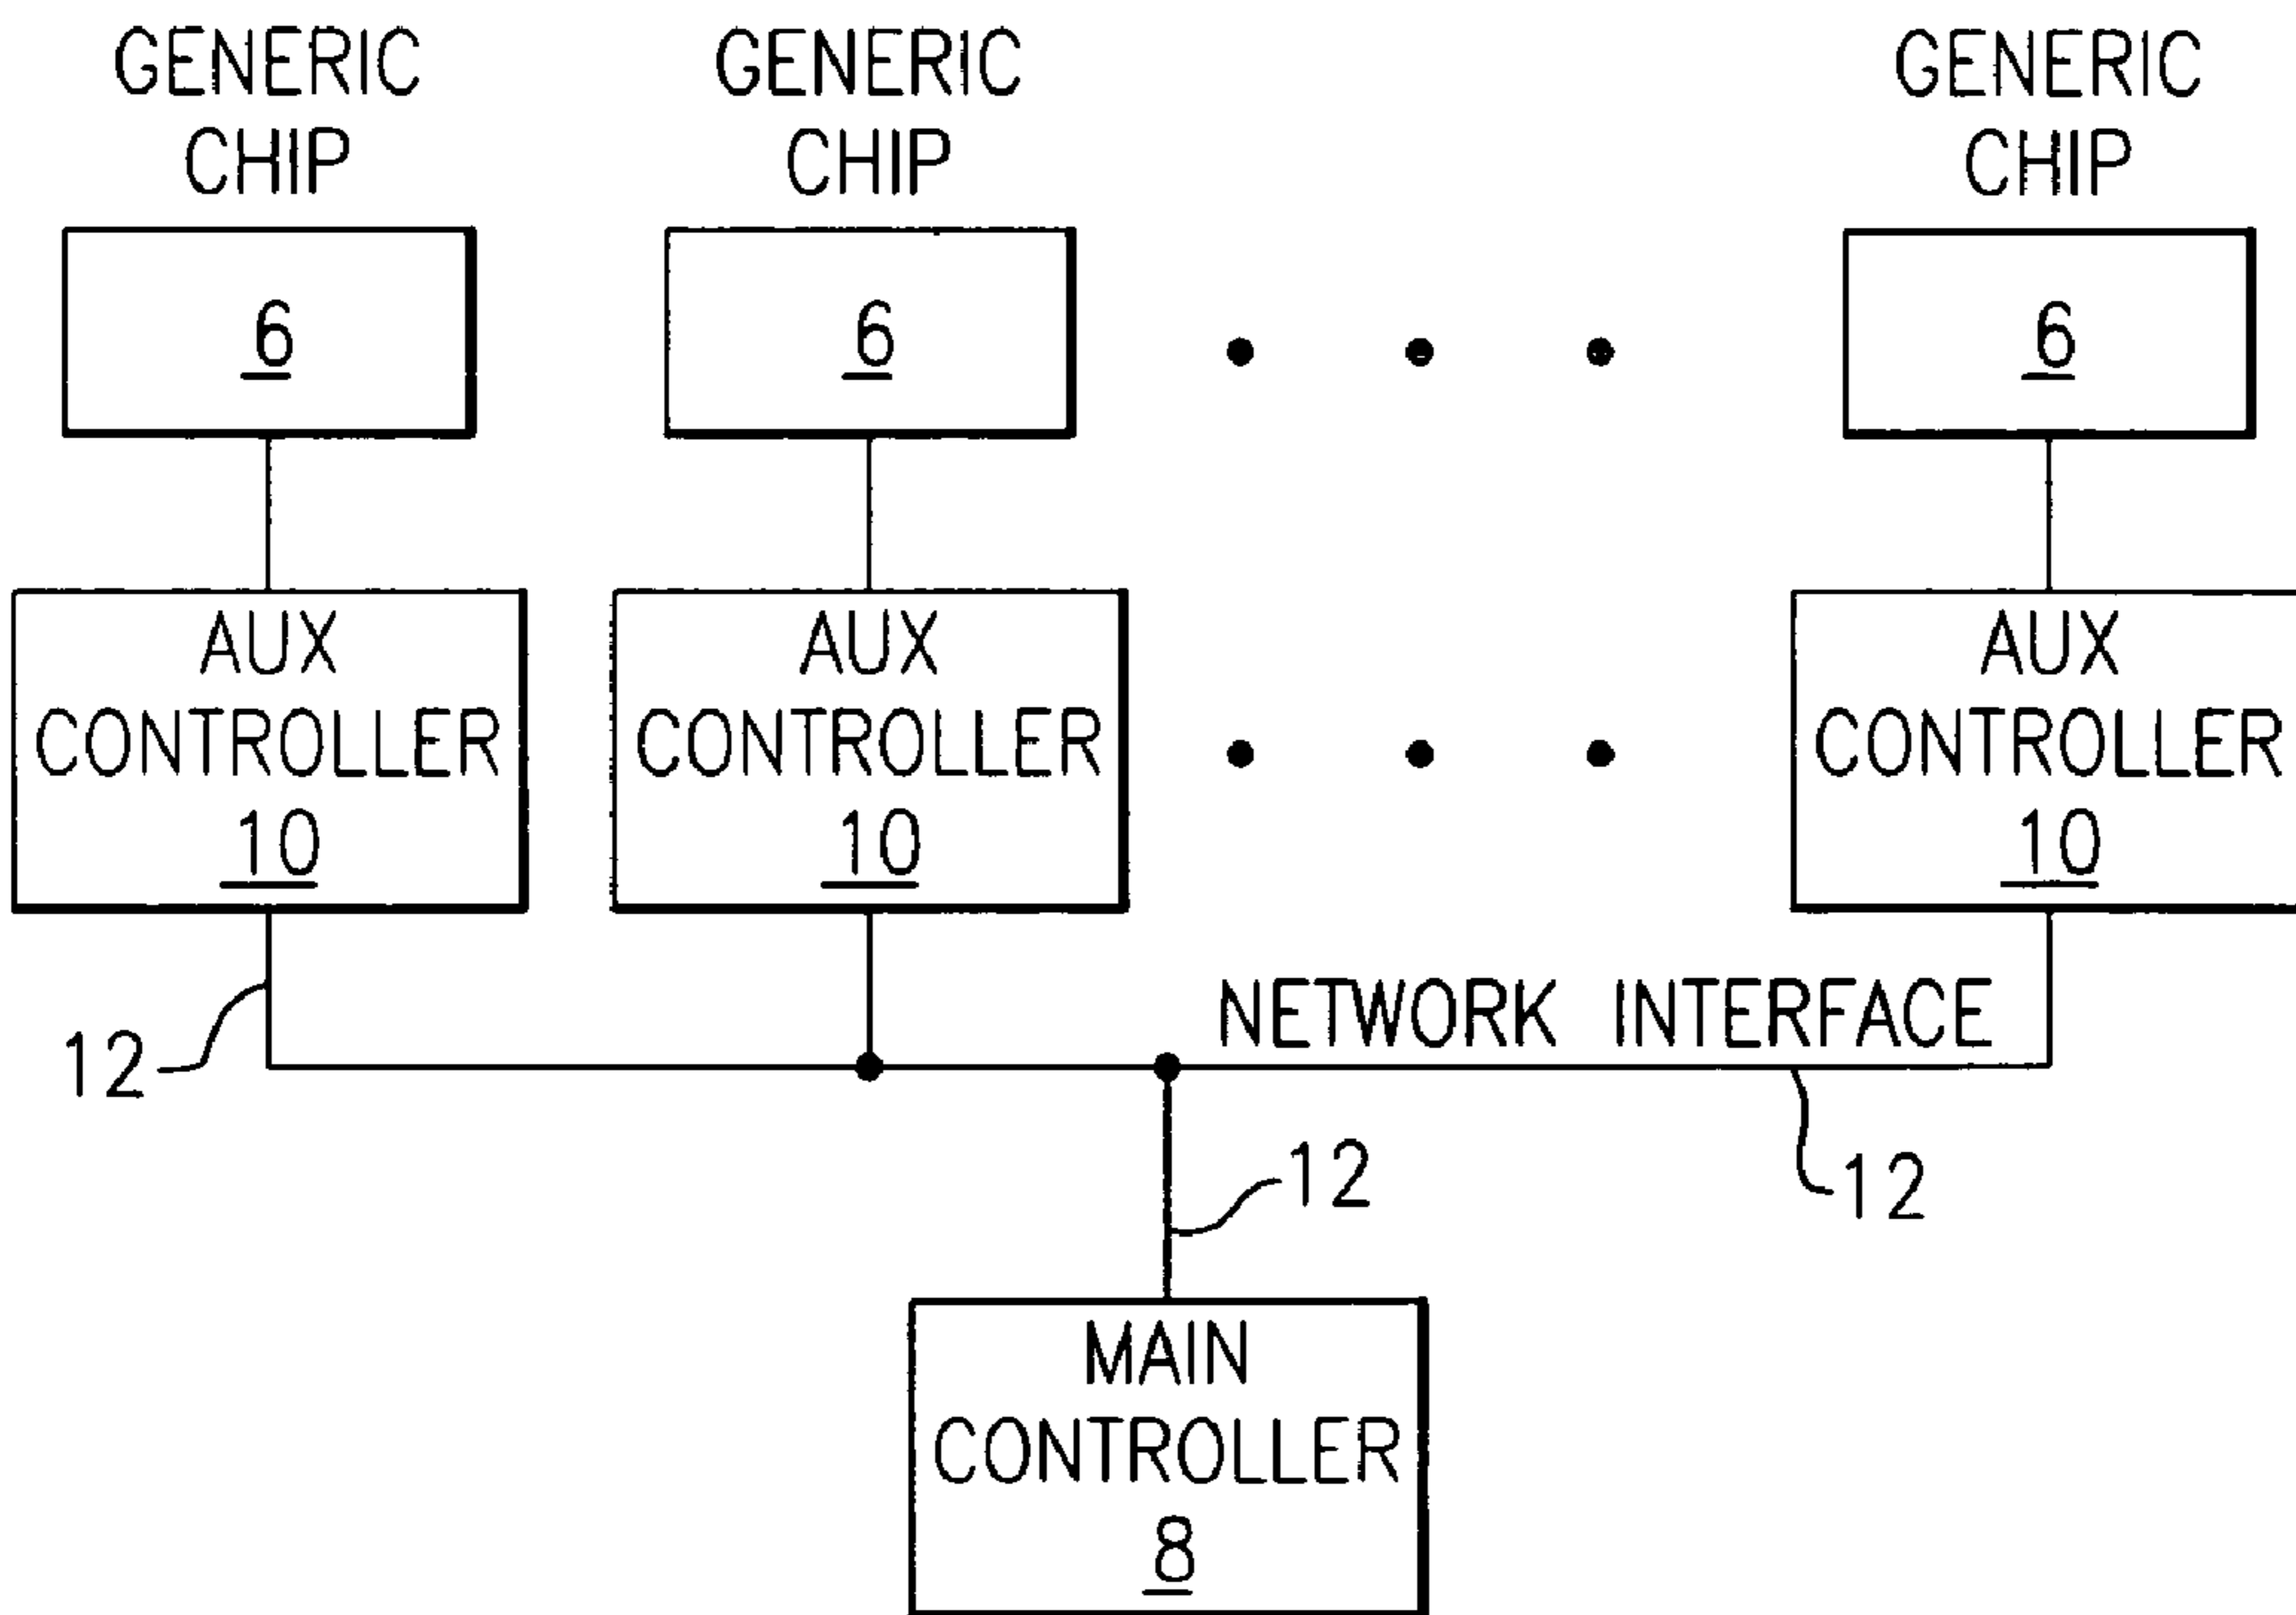 GENERIC CHIP
GENERIC CHIP
GENERIC CHIP
6
6
6
AUX CONTROLLER 10
AUX CONTROLLER 10
AUX CONTROLLER 10
NETWORK INTERFACE
12
12
12
MAIN CONTROLLER
8